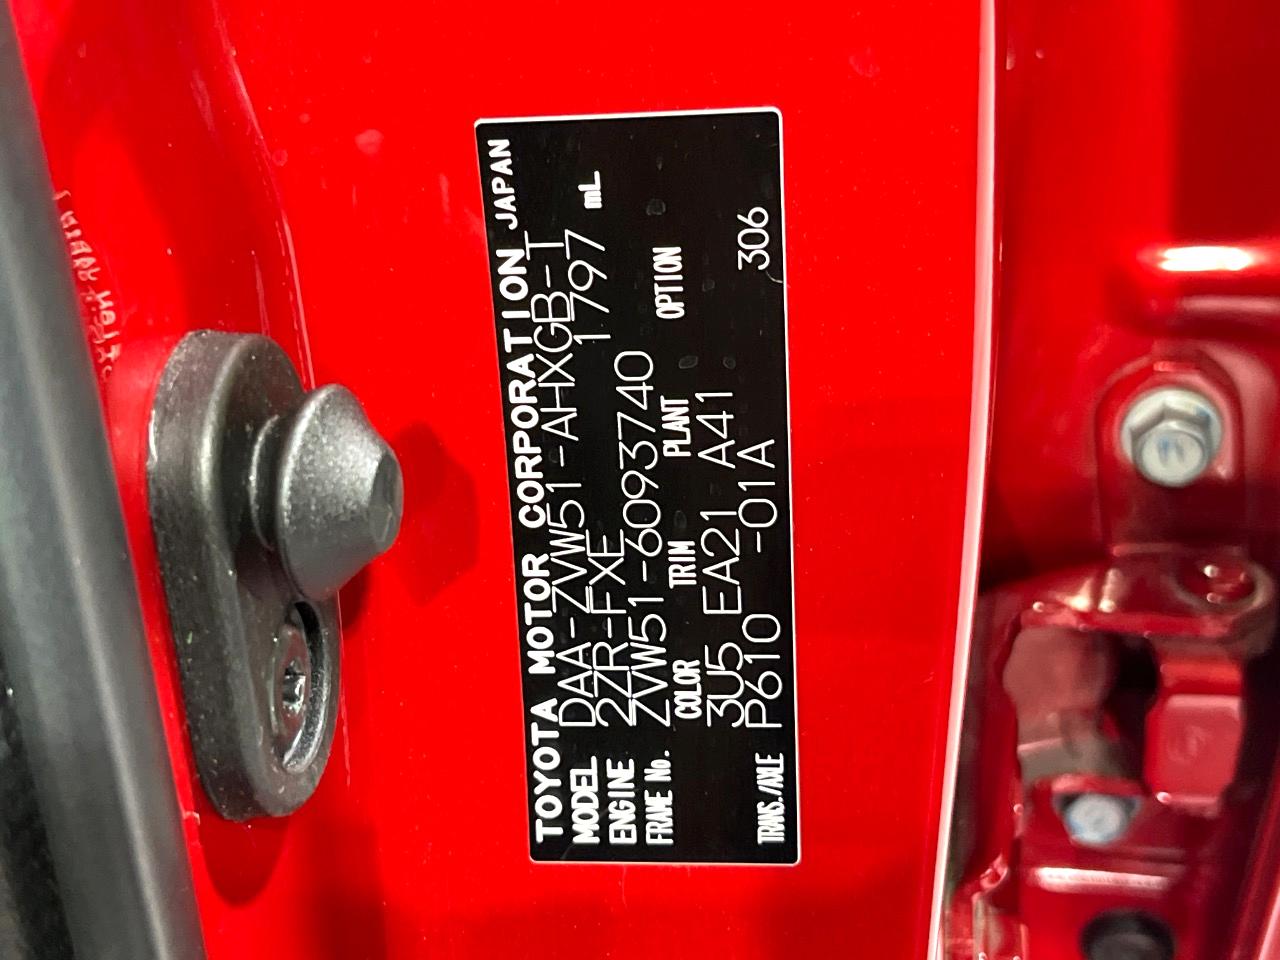 TOYOTA MOTOR CORPORATION JAPAN
MODEL DAA-ZVW51-AHXGB-T
ENGINE 2ZR-FXE 1797 mL
FRAME No. ZVW51-6093740
COLOR TRIM PLANT OPTION
3U5 EA21 A41
TRANS./AXLE P610 -01A 306